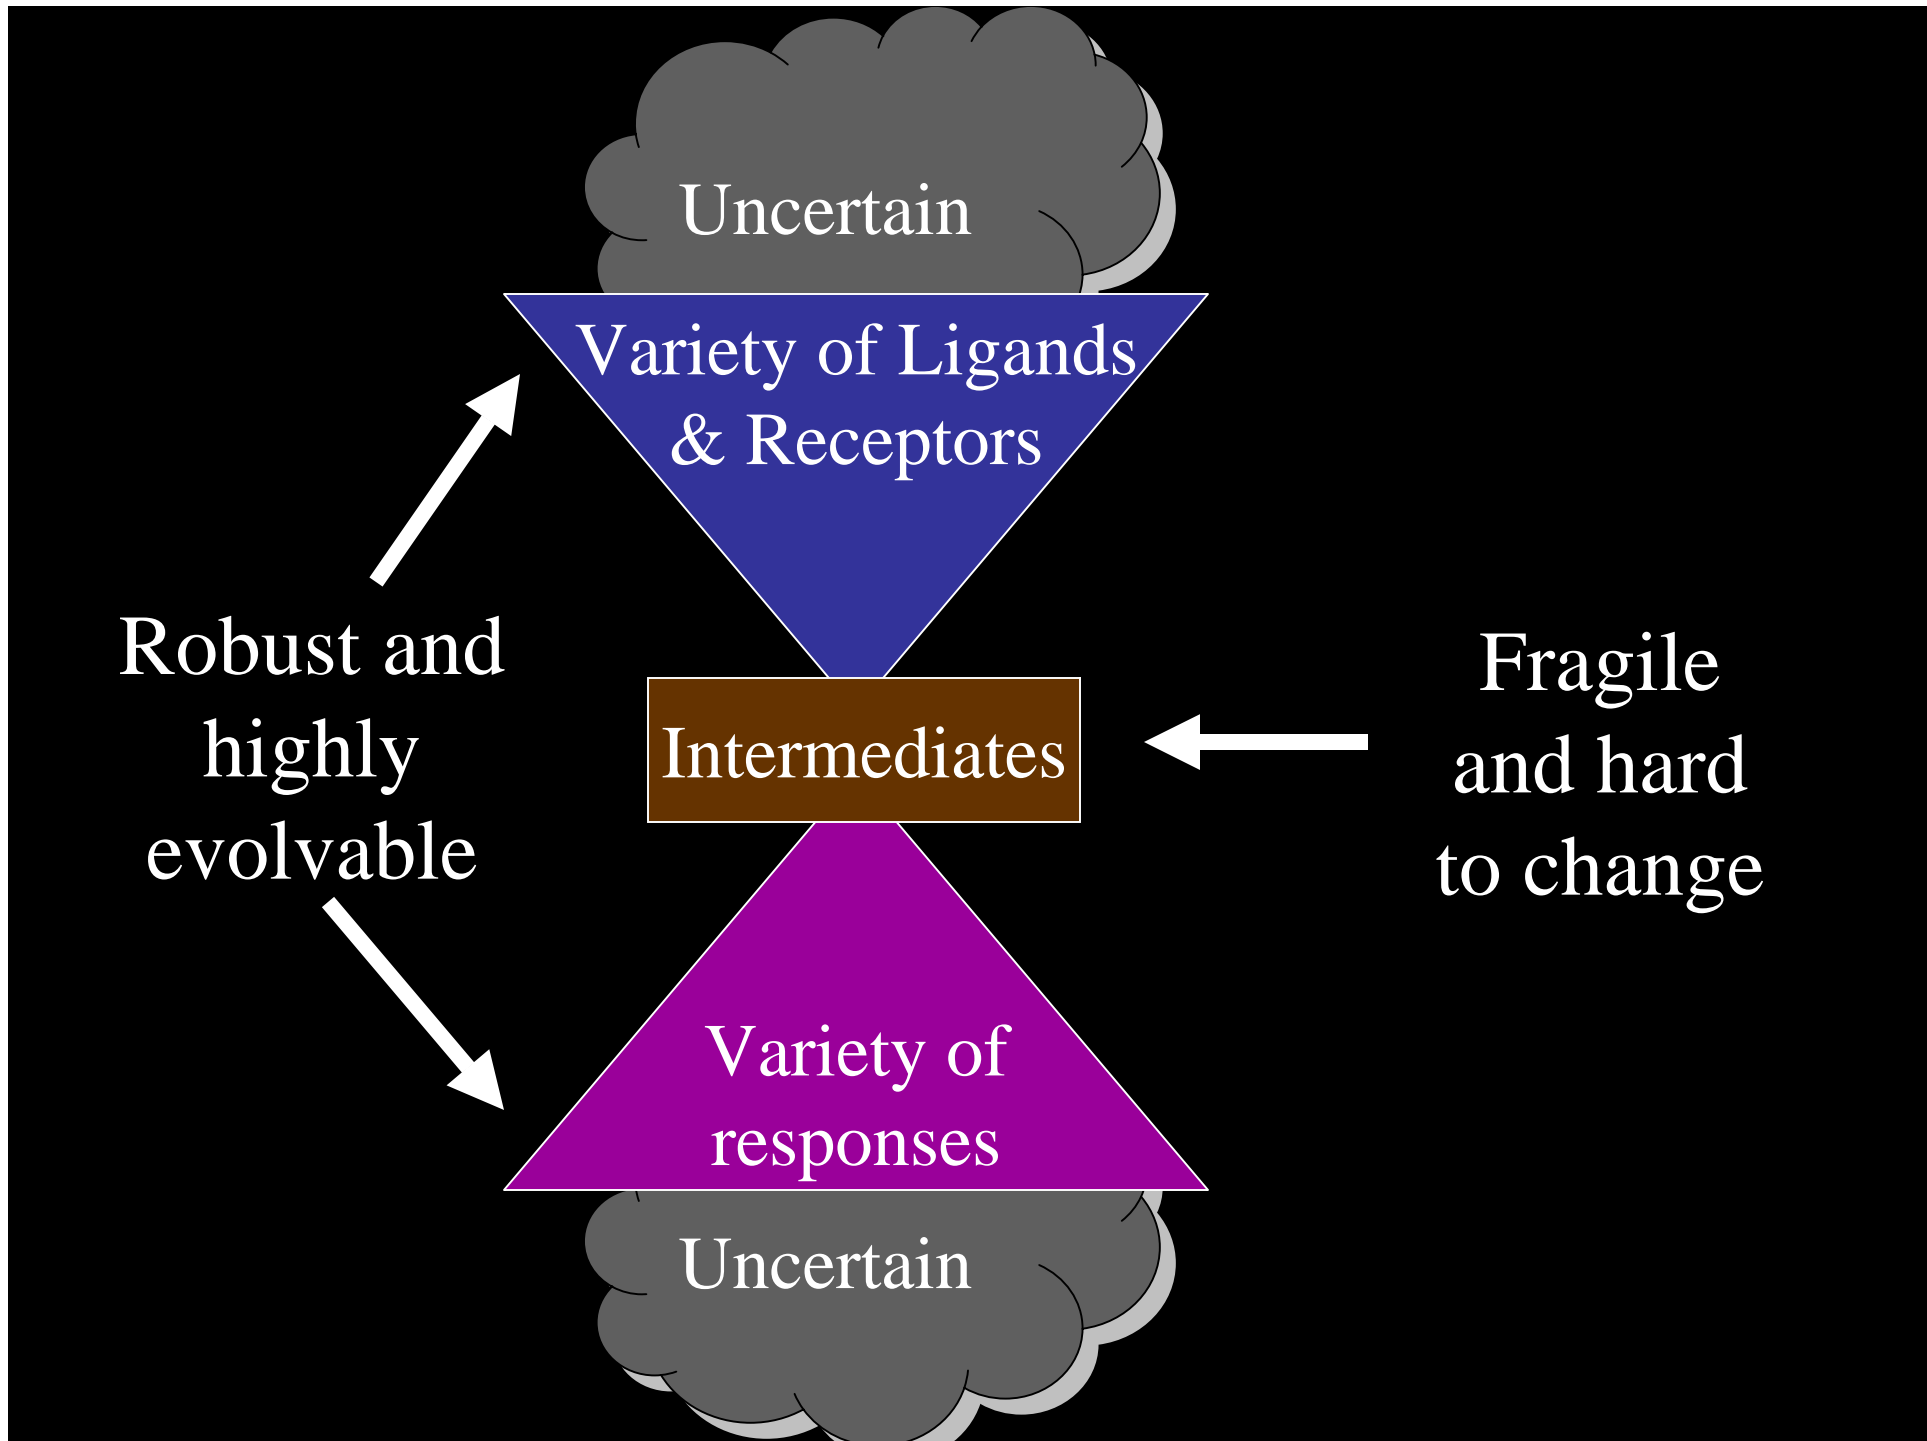 Uncertain
Variety of Ligands
& Receptors
Robust and
highly
evolvable
Intermediates
Fragile
and hard
to change
Variety of
responses
Uncertain